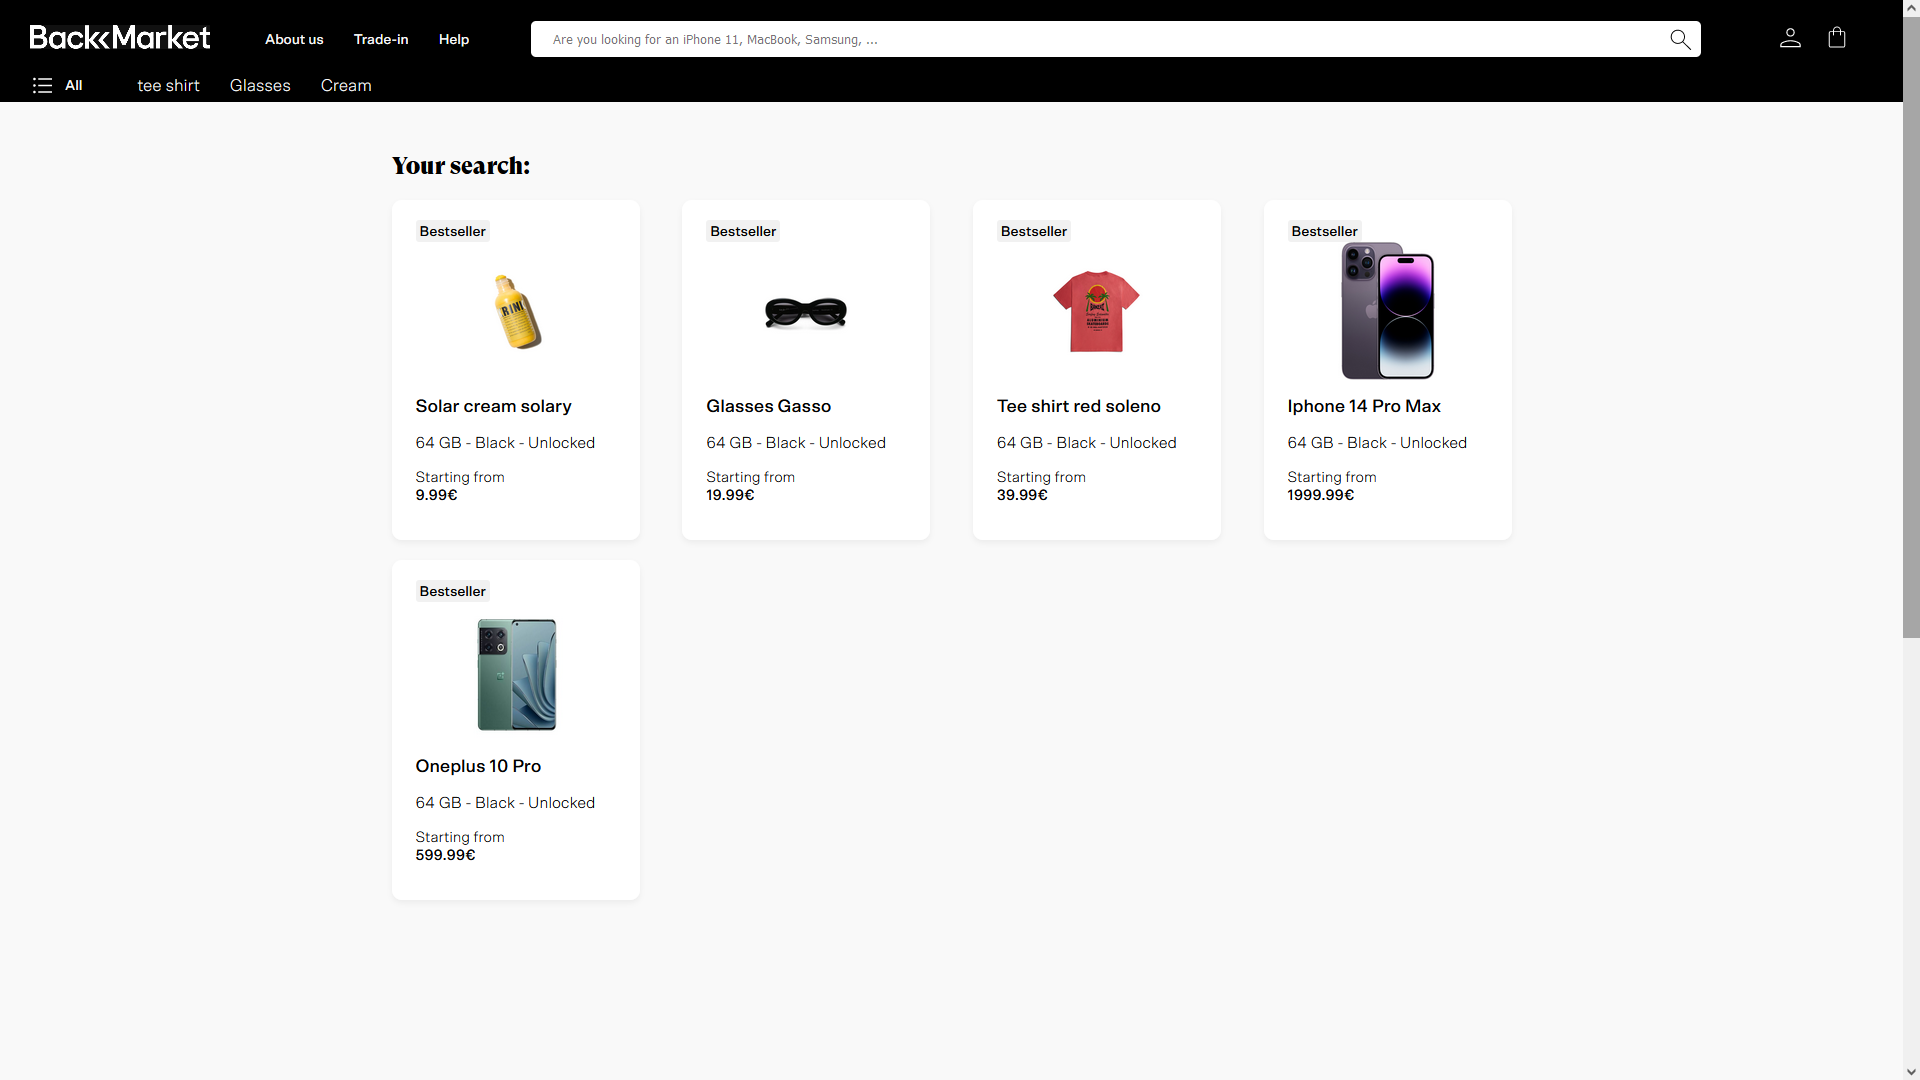 BackMarket
About us
Trade-in
Help
Are you looking for an iPhone 11, MacBook, Samsung, ...
All
tee shirt
Glasses
Cream
Your search:
Bestseller
RINI
Solar cream solary
64 GB - Black - Unlocked
Starting from
9.99€
Bestseller
Glasses Gasso
64 GB - Black - Unlocked
Starting from
19.99€
Bestseller
Tee shirt red soleno
64 GB - Black - Unlocked
Starting from
39.99€
Bestseller
Iphone 14 Pro Max
64 GB - Black - Unlocked
Starting from
1999.99€
Bestseller
Oneplus 10 Pro
64 GB - Black - Unlocked
Starting from
599.99€